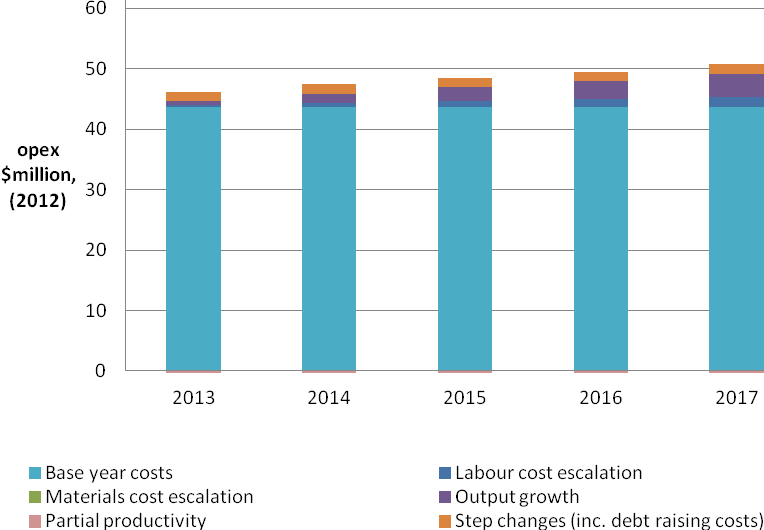 60
50
40
30
20
10
0
opex
$million,
(2012)
2013 2014 2015 2016 2017
Base year costs Labour cost escalation
Materials cost escalation Output growth
Partial productivity Step changes (inc. debt raising costs)